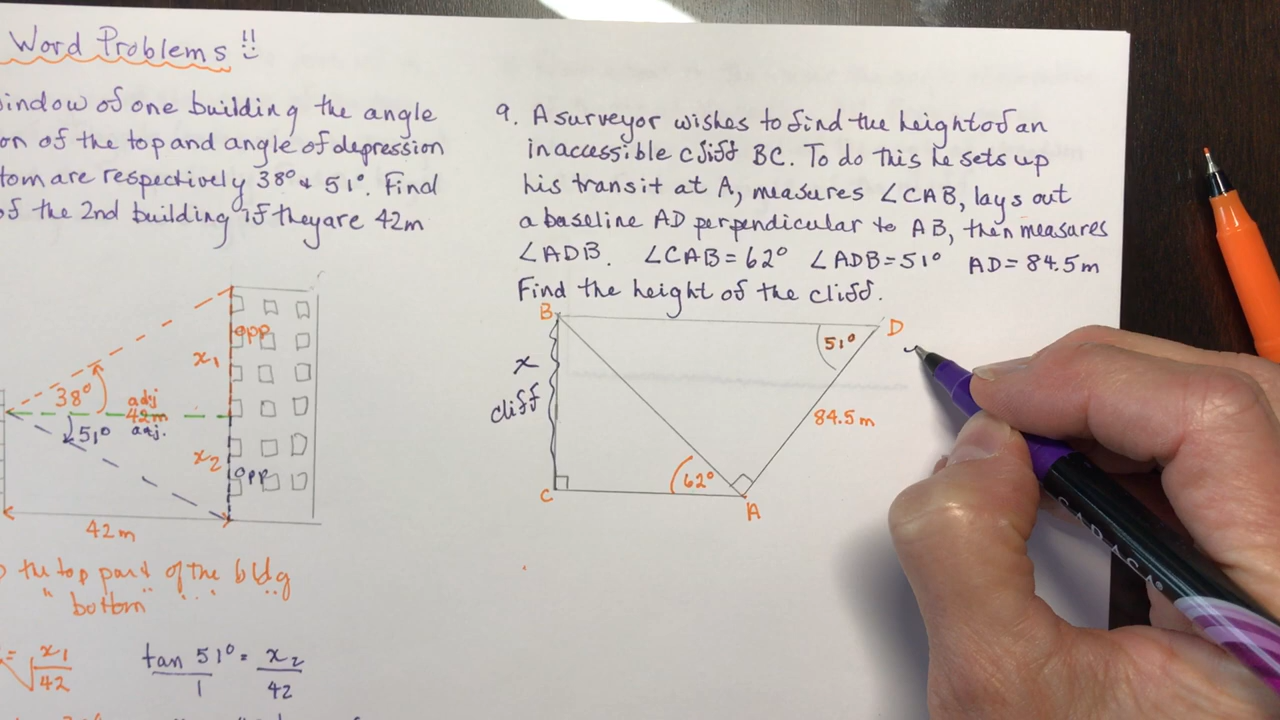 Word Problems !!
window of one building the angle
on of the top and angle of depression
tom are respectively 38° & 51°. Find
of the 2nd building if they are 42m
opp
x₁
38°
adj
42m
adj.
51°
x₂
opp
42m
the top part of the bldg
" bottom" " "
= x₁/42
tan 51°/1 = x₂/42
9. A surveyor wishes to find the height of an
inaccessible cliff BC. To do this he sets up
his transit at A, measures ∠CAB, lays out
a baseline AD perpendicular to AB, then measures
∠ADB. ∠CAB = 62° ∠ADB = 51° AD = 84.5m
Find the height of the cliff.
B
D
51°
x
cliff
84.5m
62°
C
A
CADACA